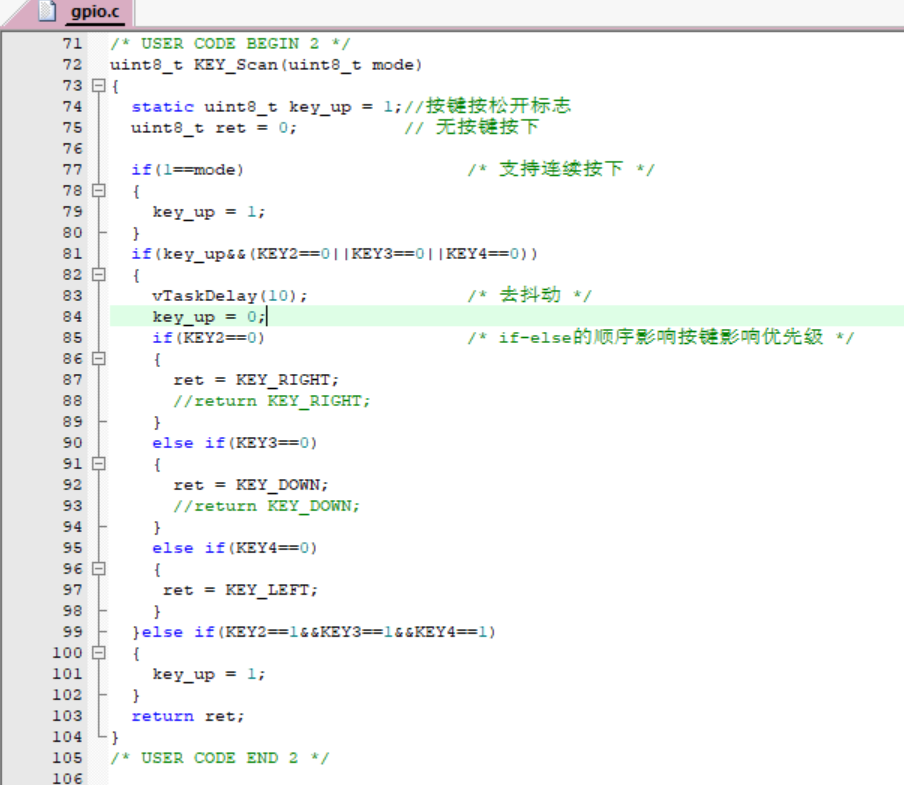 gpio.c
71 /* USER CODE BEGIN 2 */
72 uint8_t KEY_Scan(uint8_t mode)
73 {
74   static uint8_t key_up = 1;//按键按松开标志
75   uint8_t ret = 0;          // 无按键按下
76
77   if(1==mode)                     /* 支持连续按下 */
78   {
79     key_up = 1;
80   }
81   if(key_up&&(KEY2==0||KEY3==0||KEY4==0))
82   {
83     vTaskDelay(10);               /* 去抖动 */
84     key_up = 0;
85     if(KEY2==0)                   /* if-else的顺序影响按键影响优先级 */
86     {
87       ret = KEY_RIGHT;
88       //return KEY_RIGHT;
89     }
90     else if(KEY3==0)
91     {
92       ret = KEY_DOWN;
93       //return KEY_DOWN;
94     }
95     else if(KEY4==0)
96     {
97      ret = KEY_LEFT;
98     }
99   }else if(KEY2==1&&KEY3==1&&KEY4==1)
100   {
101     key_up = 1;
102   }
103   return ret;
104 }
105 /* USER CODE END 2 */
106